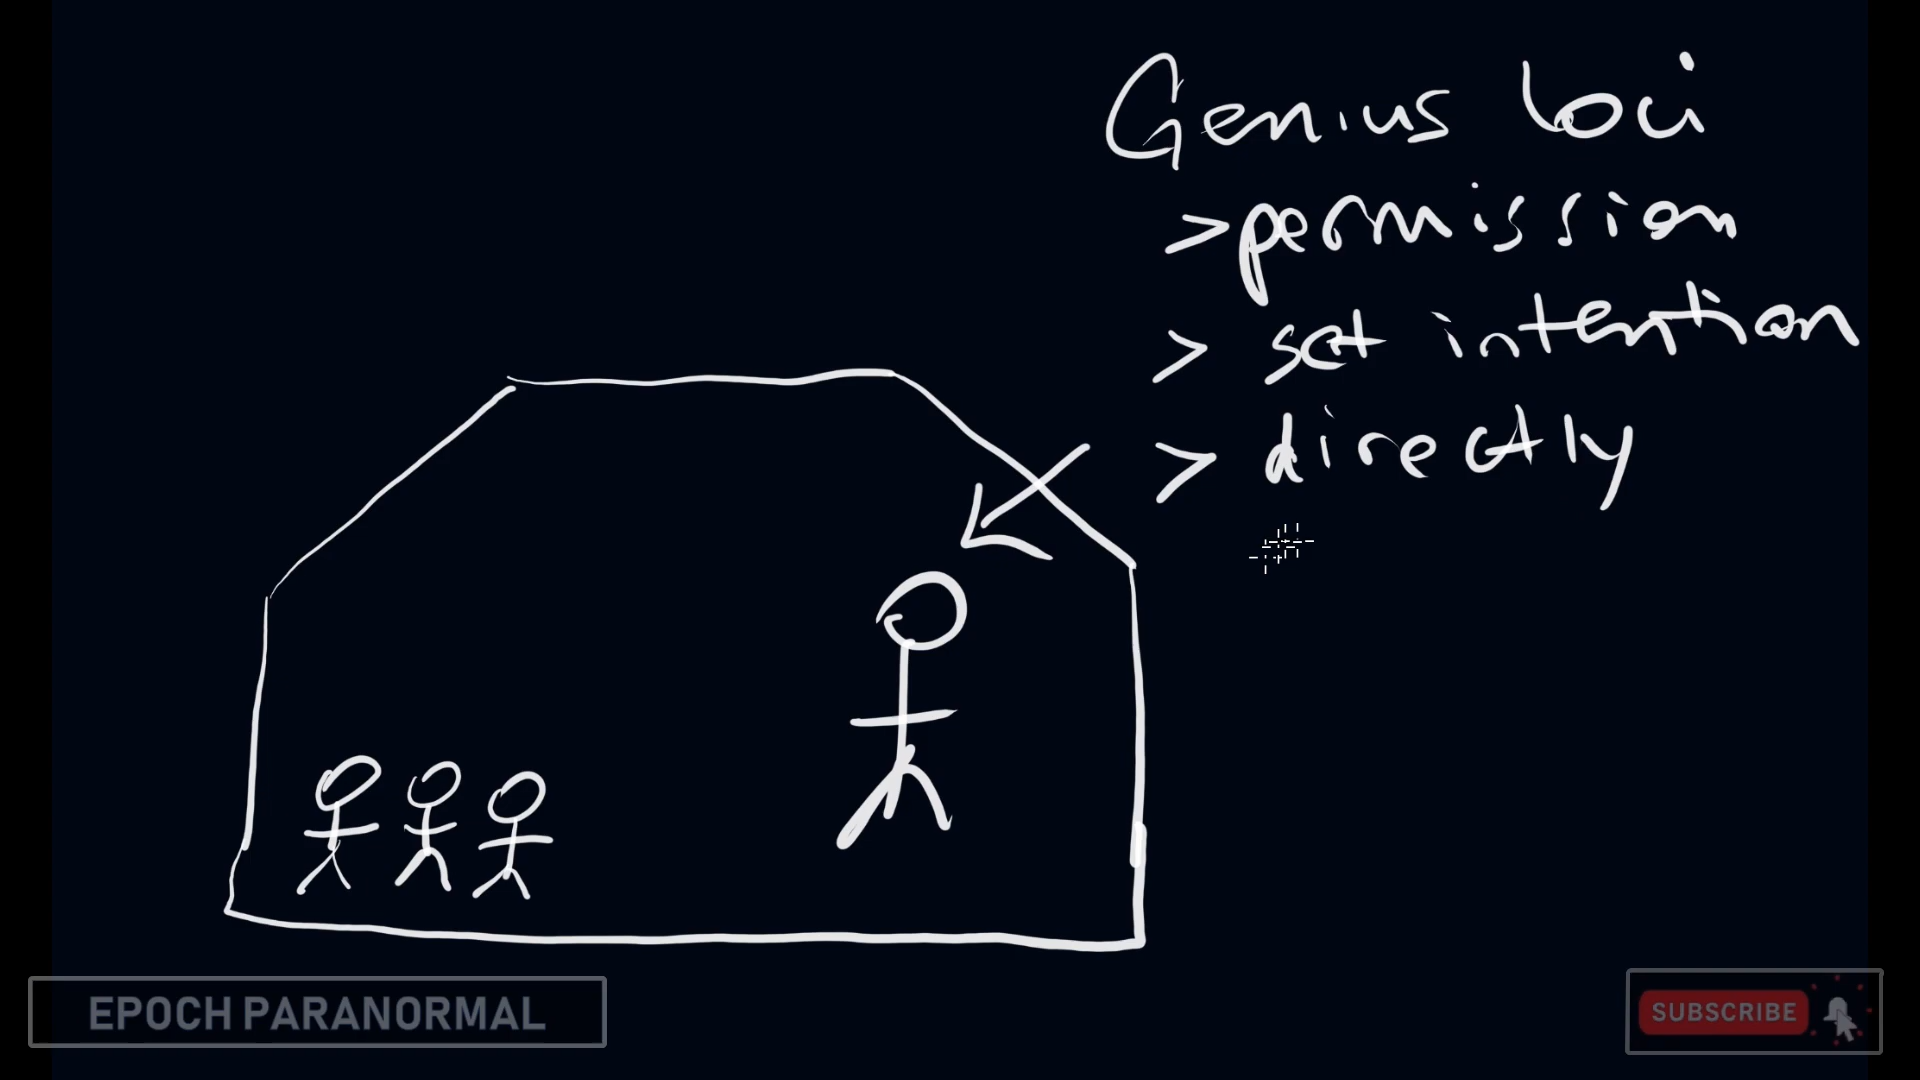 Genius loci
>permission
> set intention
> directly
EPOCH PARANORMAL
SUBSCRIBE